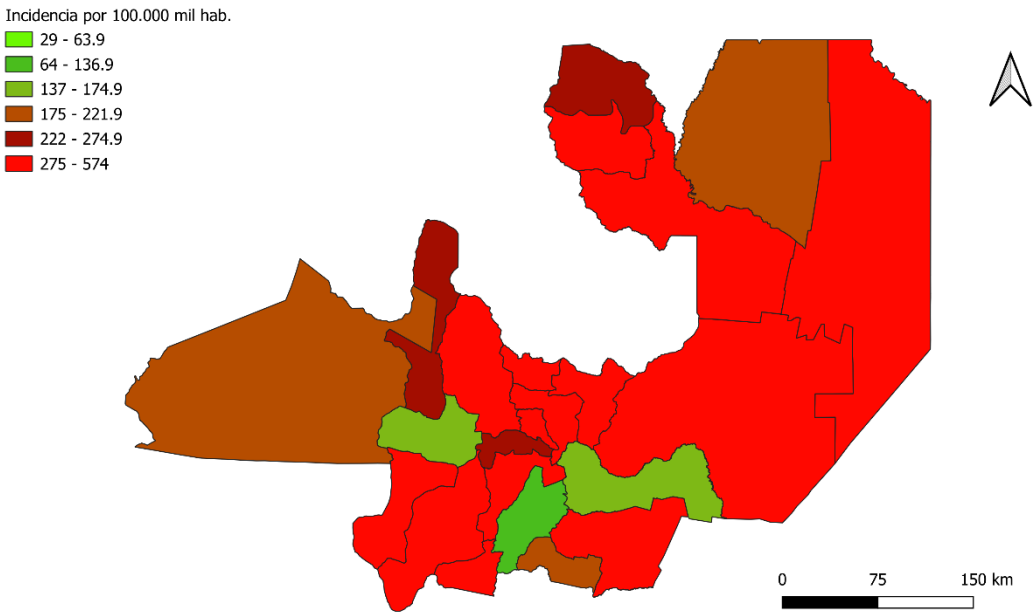 Incidencia por 100.000 mil hab.
29 - 63.9
64 - 136.9
137 - 174.9
175 - 221.9
222 - 274.9
275 - 574
0 75 150 km